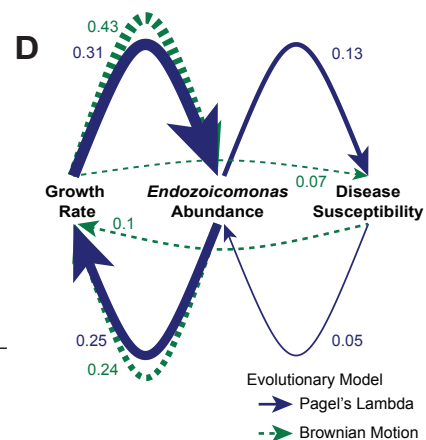 D
0.43
0.31
0.13
0.07
Growth
Rate
Endozoicomonas
Abundance
Disease
Susceptibility
0.1
0.25
0.24
0.05
Evolutionary Model
Pagel's Lambda
Brownian Motion